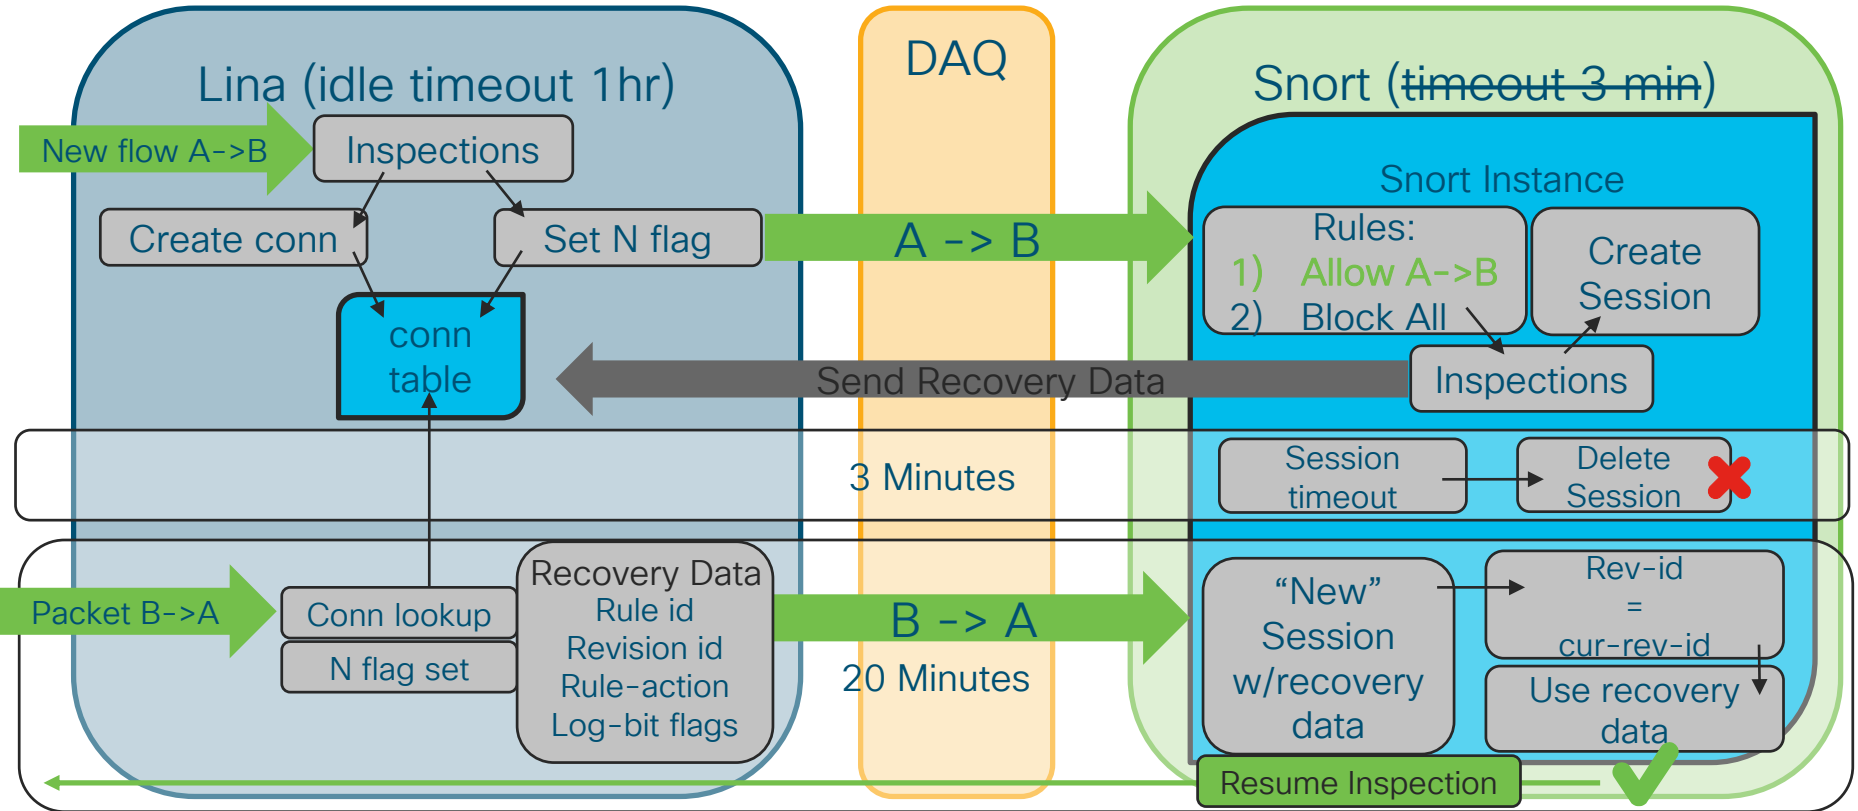 Lina (idle timeout 1hr)
DAQ
Snort (timeout 3 min)
New flow A->B
Inspections
Create conn
Set N flag
A -> B
Snort Instance
Rules:
1) Allow A->B
2) Block All
Create
Session
conn
table
Send Recovery Data
Inspections
3 Minutes
Session
timeout
Delete
Session
Packet B->A
Conn lookup
N flag set
Recovery Data
Rule id
Revision id
Rule-action
Log-bit flags
B -> A
20 Minutes
“New”
Session
w/recovery
data
Rev-id
=
cur-rev-id
Use recovery
data
Resume Inspection